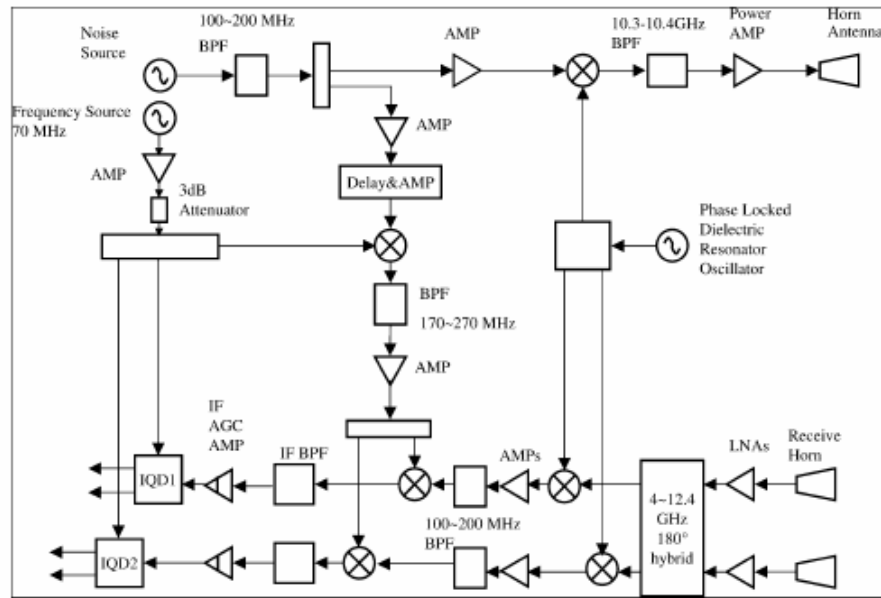 Noise
Source
100~200 MHz
BPF
AMP
10.3-10.4GHz
BPF
Power
AMP
Horn
Antenna
Frequency Source
70 MHz
AMP
AMP
3dB
Attenuator
Delay&AMP
Phase Locked
Dielectric
Resonator
Oscillator
BPF
170~270 MHz
AMP
IF
AGC
AMP
IF BPF
AMPs
LNAs
Receive
Horn
IQD1
100~200 MHz
BPF
4~12.4
GHz
180°
hybrid
IQD2